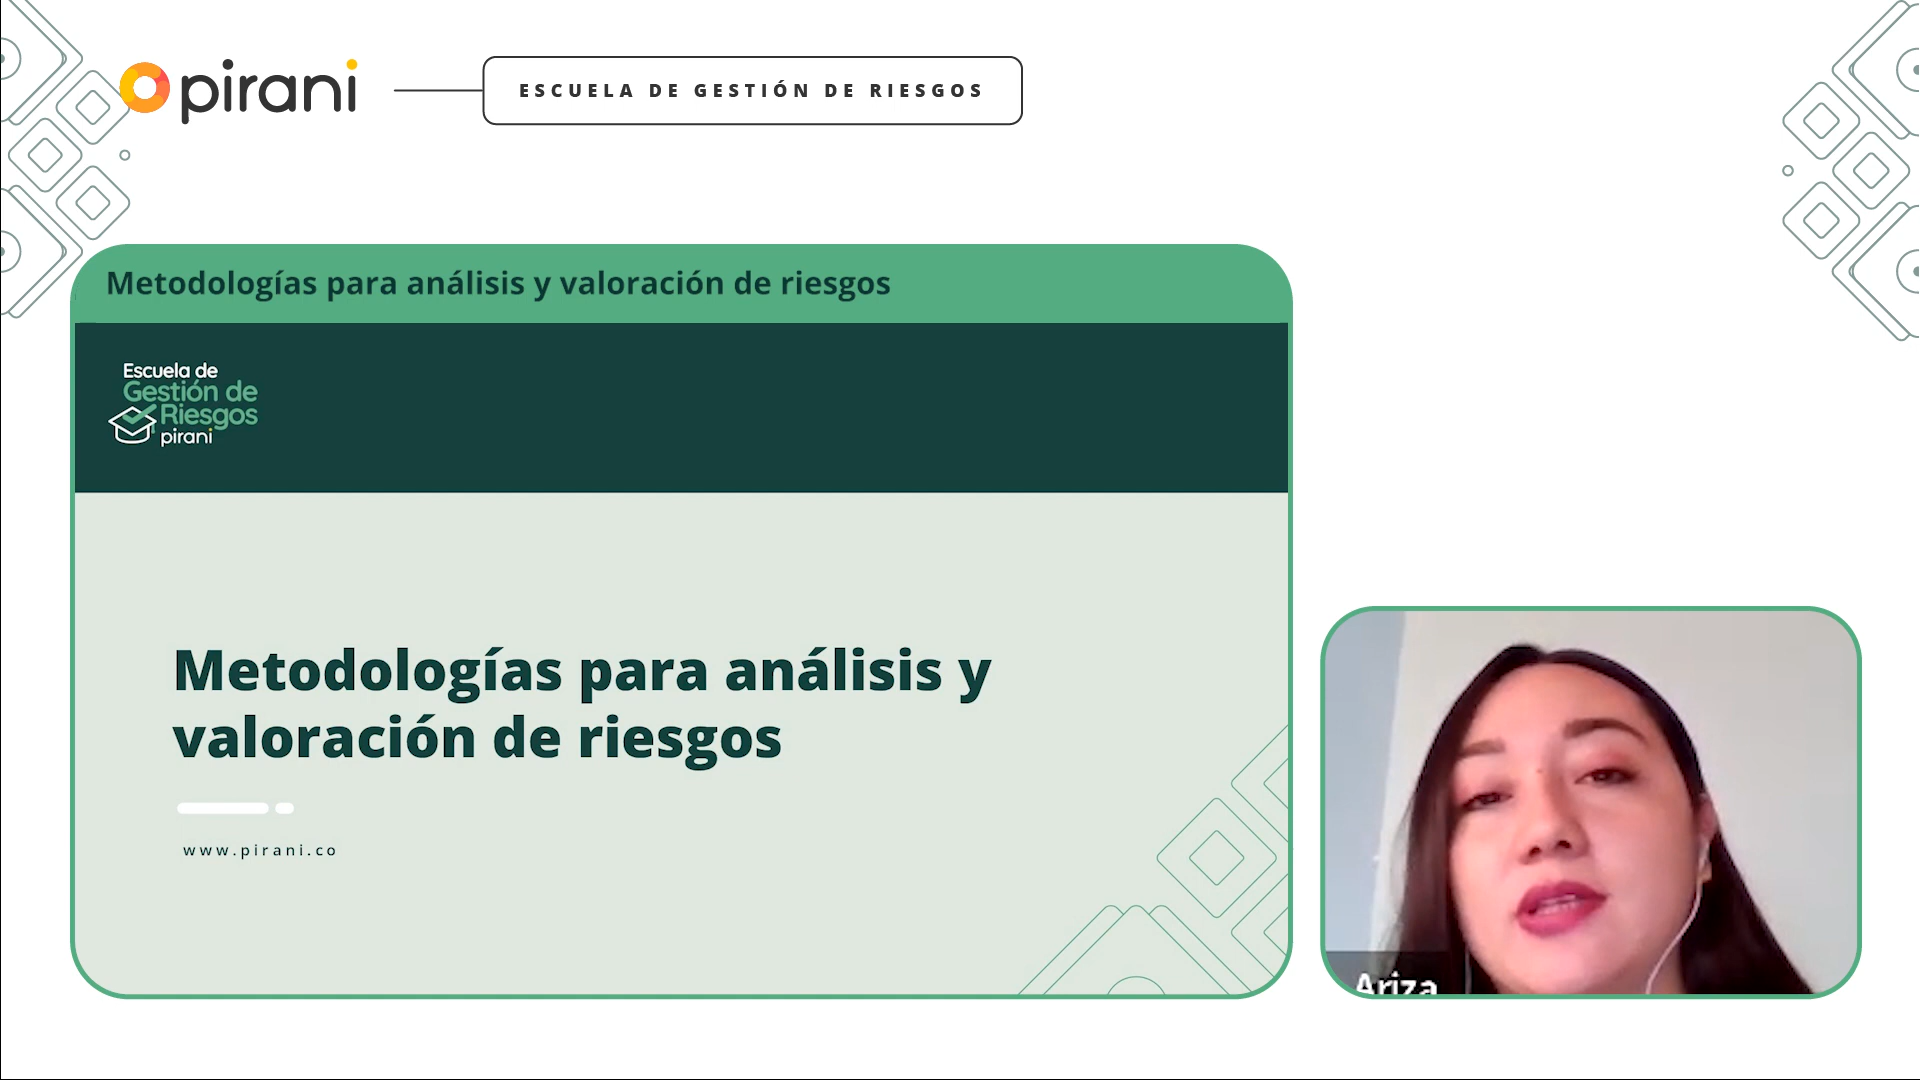 pirani
ESCUELA DE GESTIÓN DE RIESGOS
Metodologías para análisis y valoración de riesgos
Escuela de
Gestión de
Riesgos
pirani
Metodologías para análisis y
valoración de riesgos
www.pirani.co
Ariza